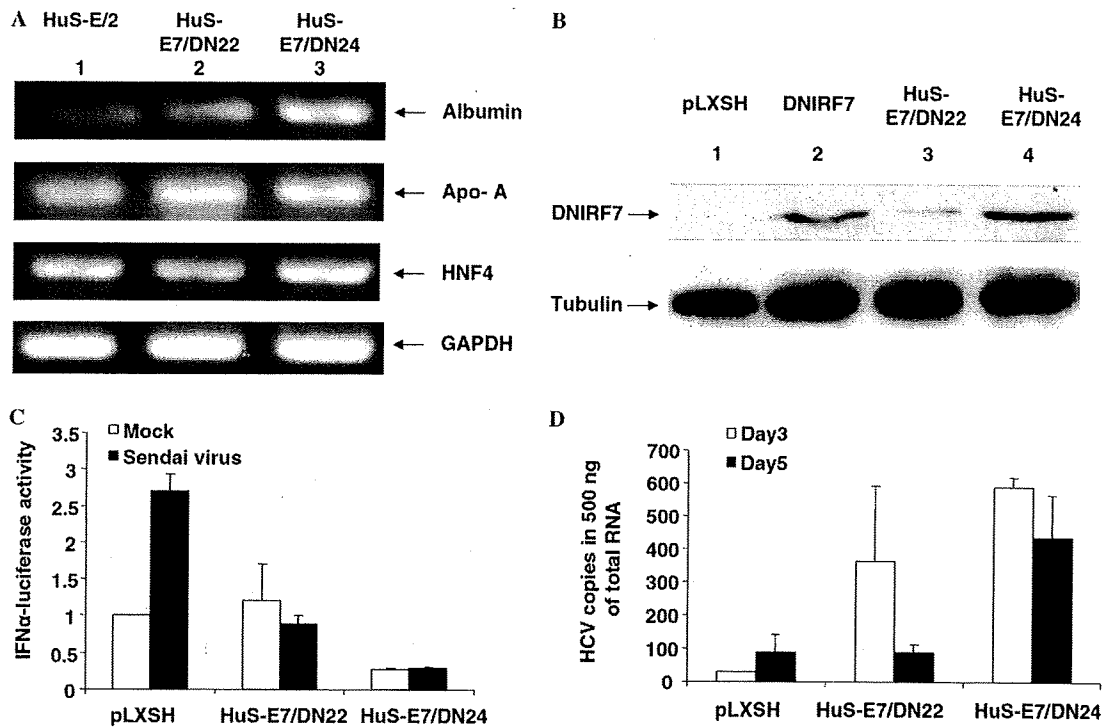 A
HuS-E/2
HuS-
E7/DN22
HuS-
E7/DN24
1
2
3
Albumin
Apo- A
HNF4
GAPDH
B
pLXSH
DNIRF7
HuS-
E7/DN22
HuS-
E7/DN24
1
2
3
4
DNIRF7
Tubulin
C
IFNα-luciferase activity
3.5
3
2.5
2
1.5
1
0.5
0
Mock
Sendai virus
pLXSH
HuS-E7/DN22
HuS-E7/DN24
D
HCV copies in 500 ng
of total RNA
700
600
500
400
300
200
100
0
Day3
Day5
pLXSH
HuS-E7/DN22
HuS-E7/DN24